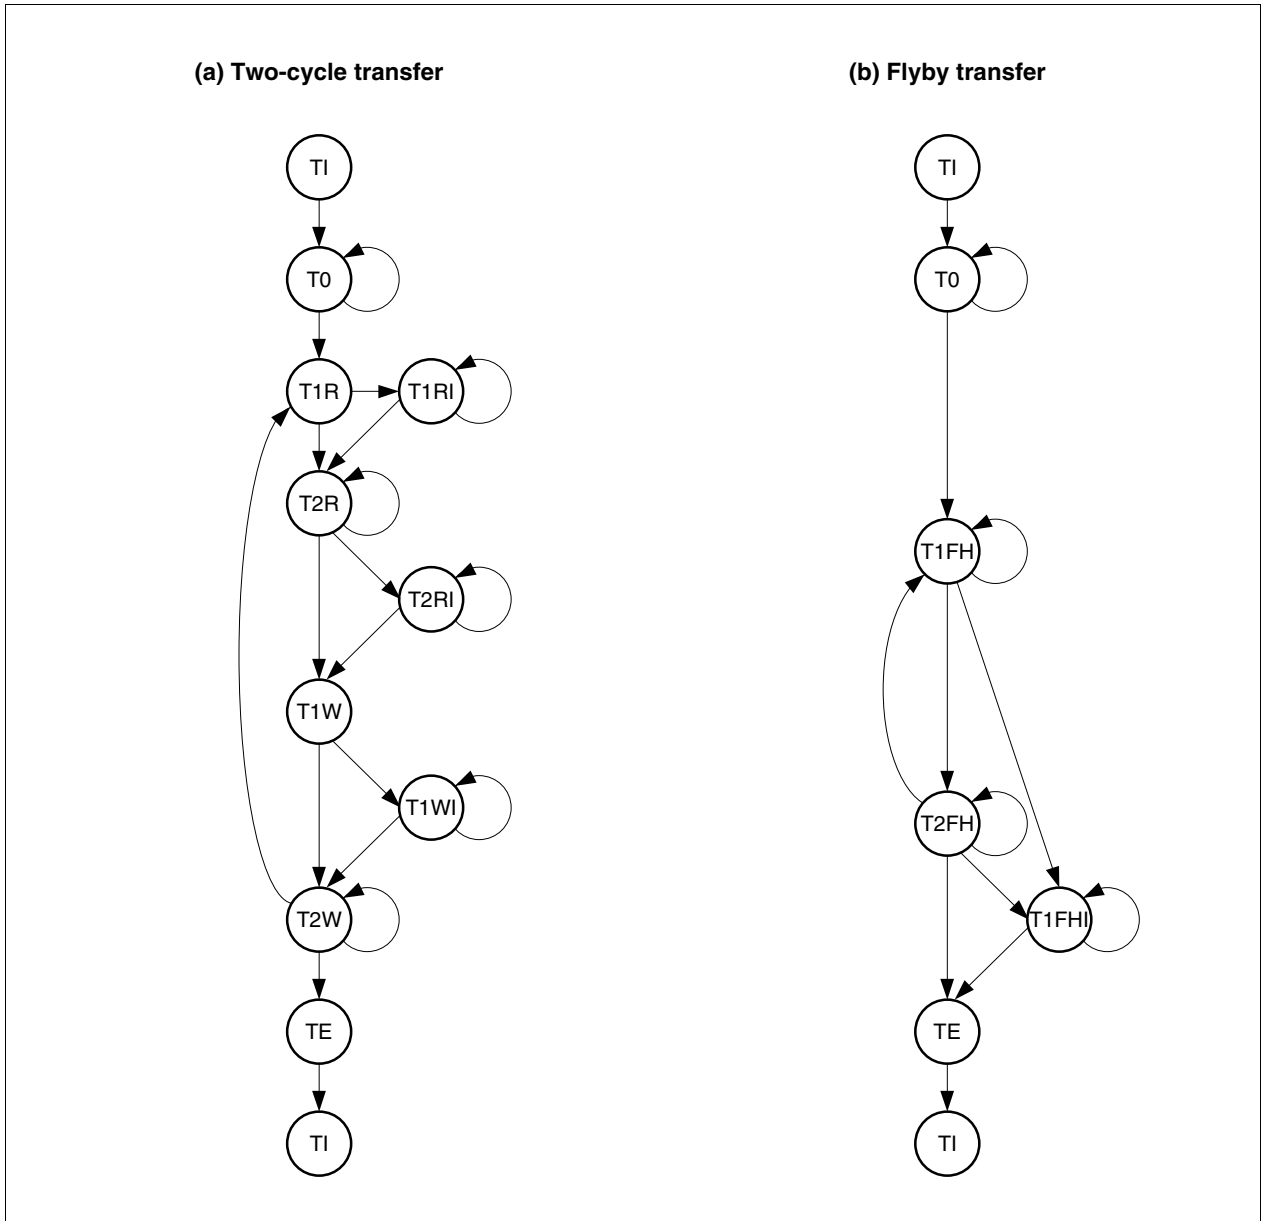 (a) Two-cycle transfer
TI
T0
T1R
T1RI
T2R
T2RI
T1W
T1WI
T2W
TE
TI
(b) Flyby transfer
TI
T0
T1FH
T2FH
T1FHI
TE
TI